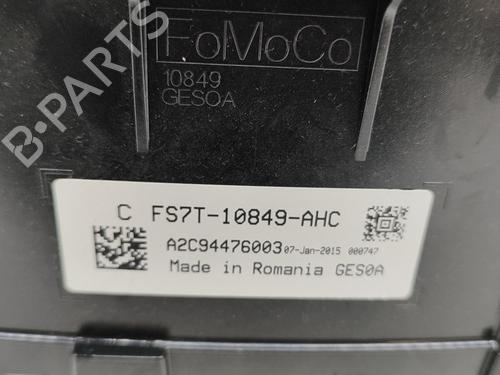 FoMoCo
10849
GES0A
B-PARTS
C FS7T-10849-AHC
A2C94476003 07-Jan-2015 000747
Made in Romania GES0A